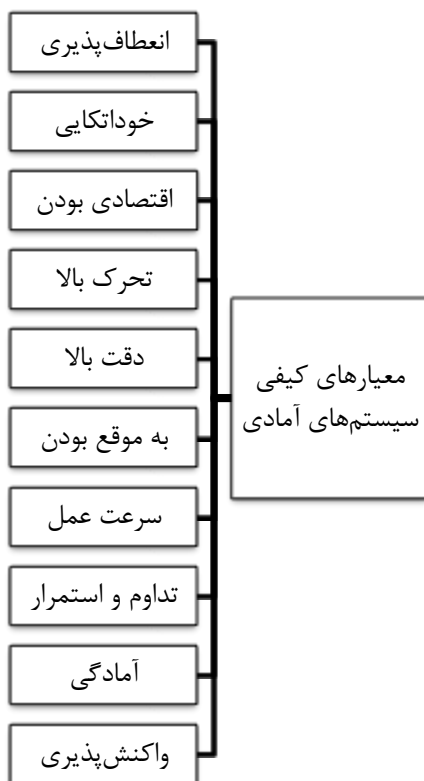 معیارهای کیفی
سیستم‌های آمادی
انعطاف‌پذیری
خوداتکایی
اقتصادی بودن
تحرک بالا
دقت بالا
به موقع بودن
سرعت عمل
تداوم و استمرار
آمادگی
واکنش‌پذیری